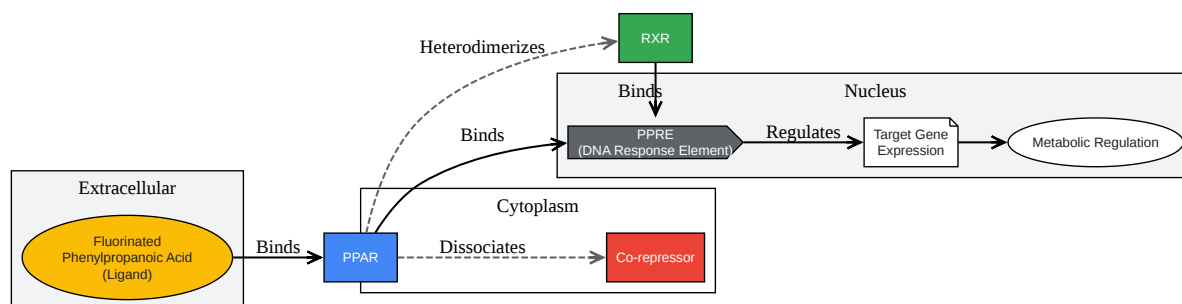 RXR
Heterodimerizes
Binds
Nucleus
Binds
PPRE
(DNA Response Element)
Regulates
Target Gene
Expression
Metabolic Regulation
Extracellular
Cytoplasm
Fluorinated
Phenylpropanoic Acid
(Ligand)
Binds
PPAR
Dissociates
Co-repressor